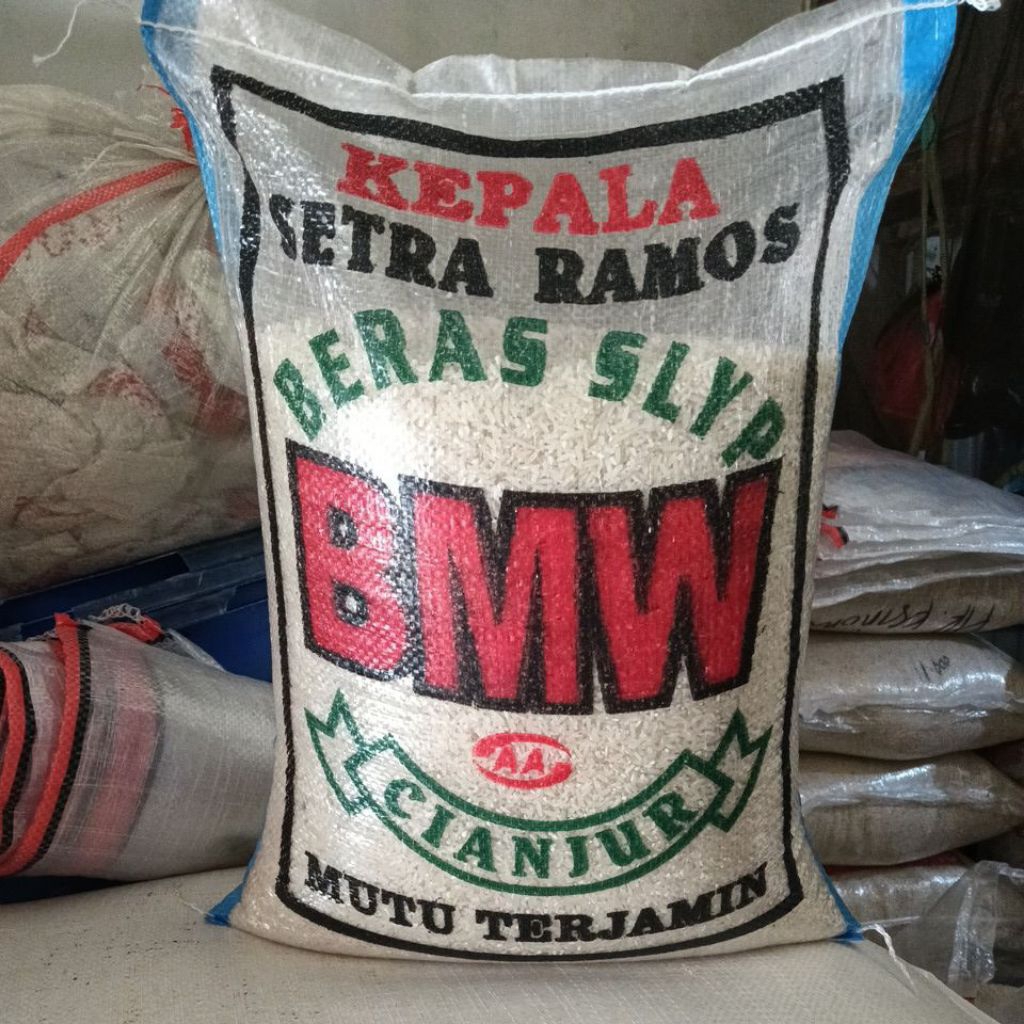 KEPALA
SETRA RAMOS
BERAS SLYP
BMW
AA
CIANJUR
MUTU TERJAMIN